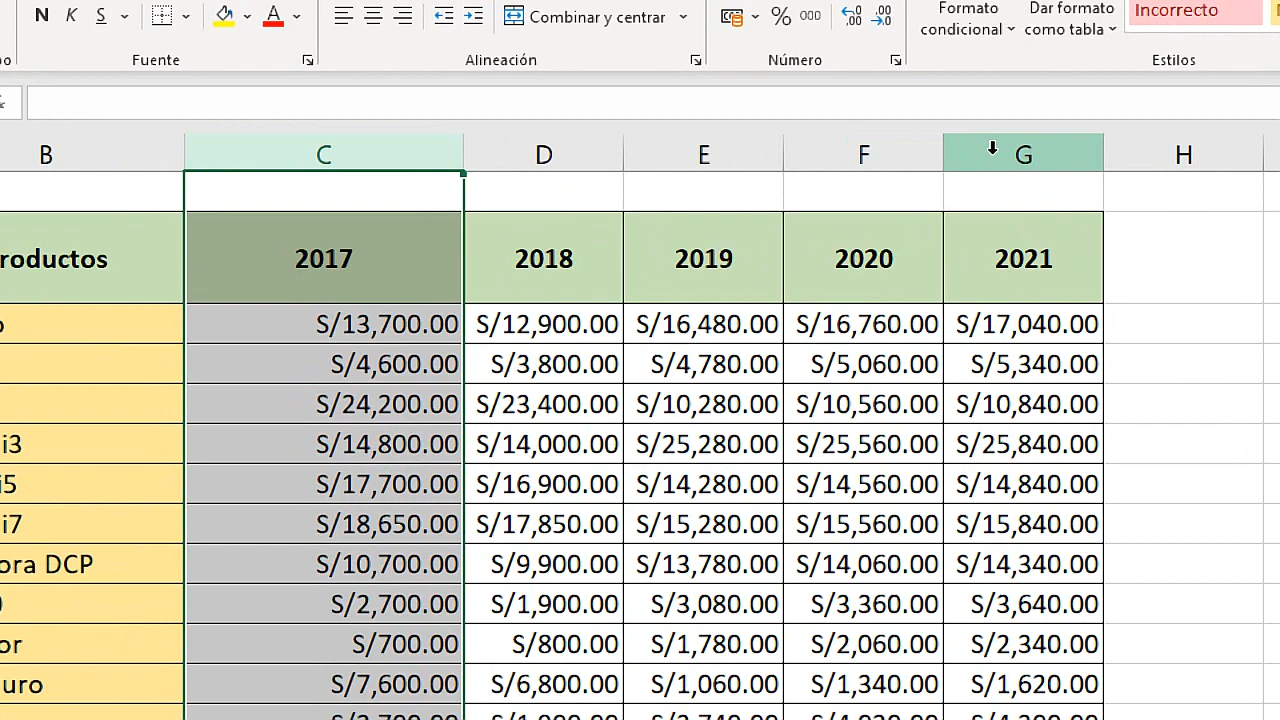 N K S A Combinar y centrar % 000 Formato condicional Dar formato como tabla Incorrecto
Fuente Alineación Número Estilos
B C D E F G H
roductos 2017 2018 2019 2020 2021
S/13,700.00 S/12,900.00 S/16,480.00 S/16,760.00 S/17,040.00
S/4,600.00 S/3,800.00 S/4,780.00 S/5,060.00 S/5,340.00
S/24,200.00 S/23,400.00 S/10,280.00 S/10,560.00 S/10,840.00
i3 S/14,800.00 S/14,000.00 S/25,280.00 S/25,560.00 S/25,840.00
i5 S/17,700.00 S/16,900.00 S/14,280.00 S/14,560.00 S/14,840.00
i7 S/18,650.00 S/17,850.00 S/15,280.00 S/15,560.00 S/15,840.00
ora DCP S/10,700.00 S/9,900.00 S/13,780.00 S/14,060.00 S/14,340.00
S/2,700.00 S/1,900.00 S/3,080.00 S/3,360.00 S/3,640.00
or S/700.00 S/800.00 S/1,780.00 S/2,060.00 S/2,340.00
uro S/7,600.00 S/6,800.00 S/1,060.00 S/1,340.00 S/1,620.00